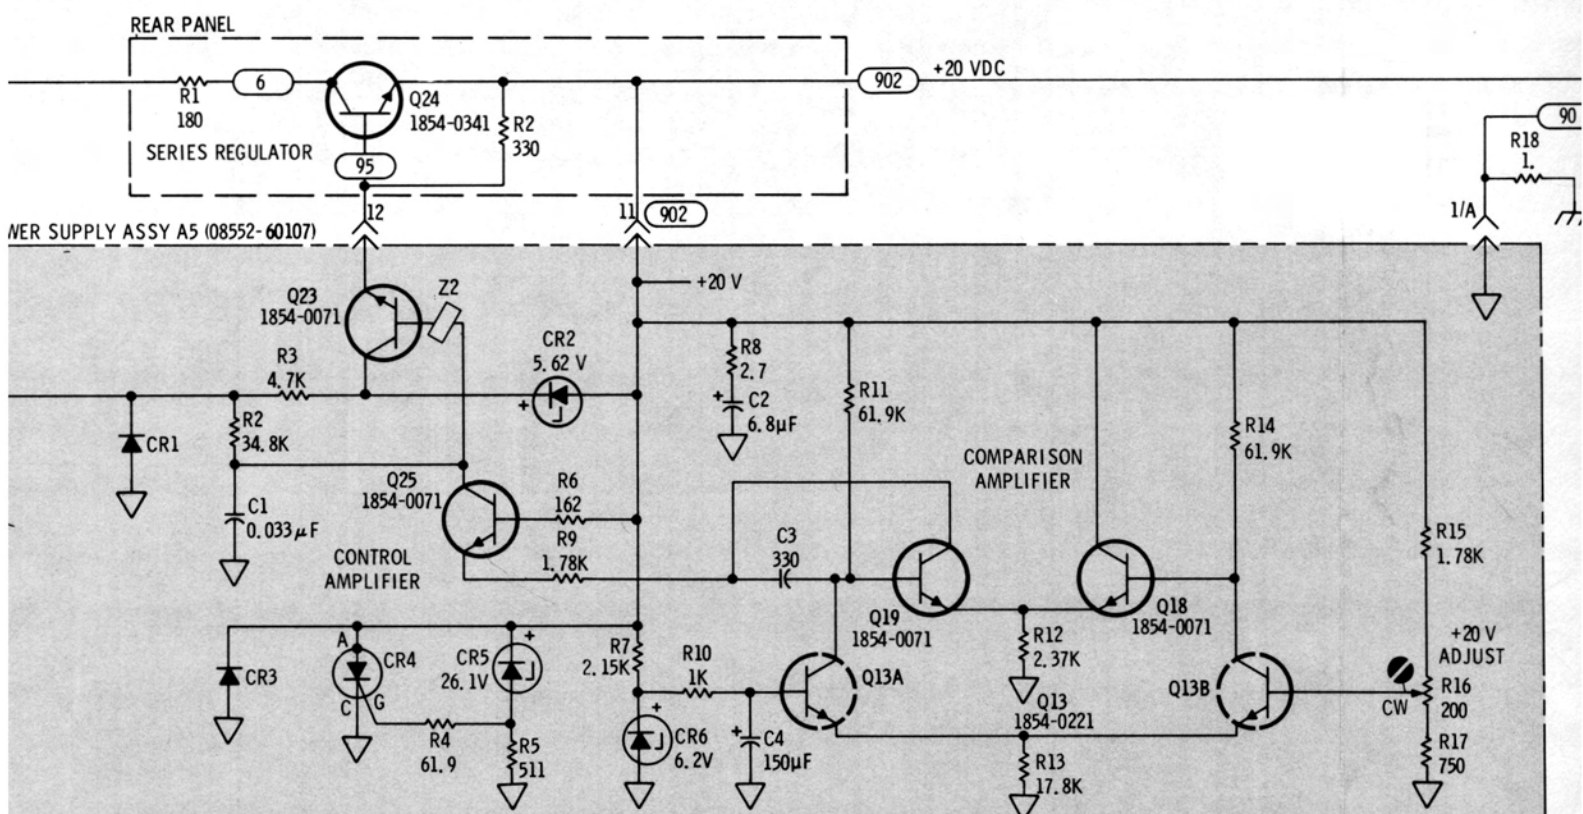 REAR PANEL
R1
180
6
Q24
1854-0341
R2
330
SERIES REGULATOR
95
902
+20 VDC
90
R18
1.
12
11
902
1/A
WER SUPPLY ASSY A5 (08552-60107)
+20 V
Q23
1854-0071
Z2
R3
4.7K
CR2
5.62 V
+
R8
2.7
+
C2
6.8μF
R11
61.9K
R14
61.9K
CR1
R2
34.8K
C1
0.033μF
Q25
1854-0071
R6
162
R9
1.78K
CONTROL
AMPLIFIER
COMPARISON
AMPLIFIER
C3
330
R15
1.78K
Q19
1854-0071
Q18
1854-0071
R12
2.37K
+20 V
ADJUST
R16
200
CW
R17
750
A
CR4
G
C
CR3
+
CR5
26.1V
R4
61.9
R5
511
R7
2.15K
R10
1K
+
CR6
6.2V
+
C4
150μF
Q13A
Q13B
Q13
1854-0221
R13
17.8K